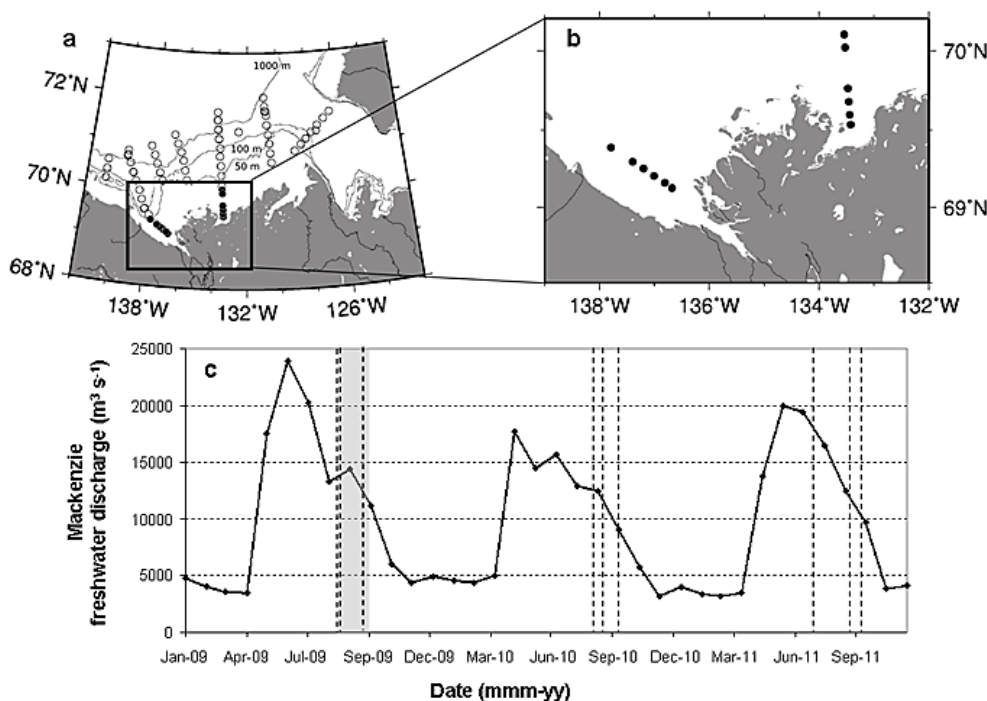 a
b
1000 m
100 m
50 m
72°N
70°N
68°N
138°W
132°W
126°W
70°N
69°N
138°W
136°W
134°W
132°W
c
25000
20000
15000
10000
5000
0
Mackenzie
freshwater discharge (m³ s-¹)
Jan-09
Apr-09
Jul-09
Sep-09
Dec-09
Mar-10
Jun-10
Sep-10
Dec-10
Mar-11
Jun-11
Sep-11
Date (mmm-yy)